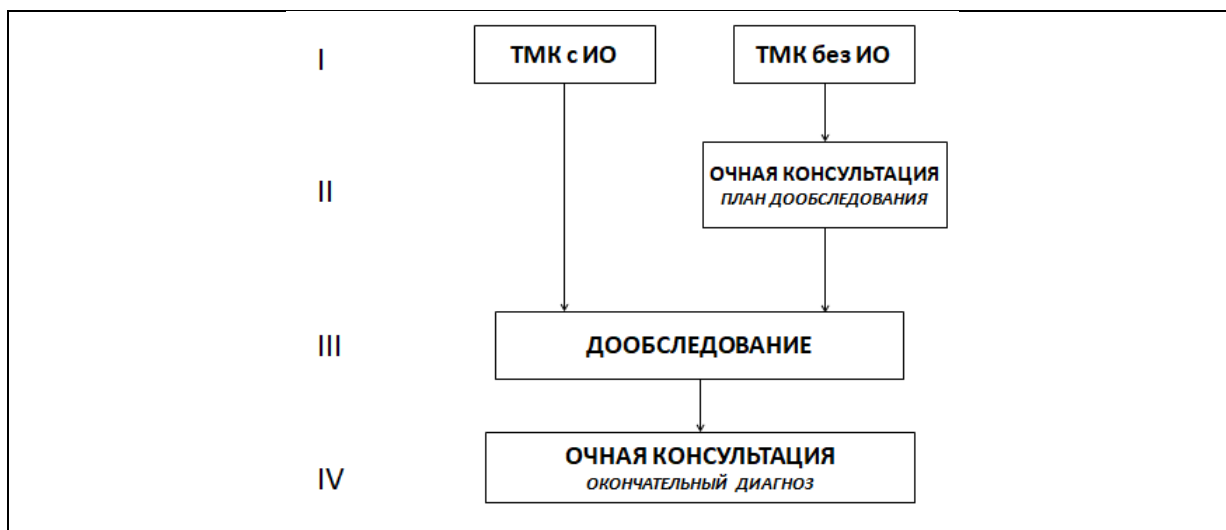 I
ТМК с ИО
ТМК без ИО
II
ОЧНАЯ КОНСУЛЬТАЦИЯ
ПЛАН ДООБСЛЕДОВАНИЯ
III
ДООБСЛЕДОВАНИЕ
IV
ОЧНАЯ КОНСУЛЬТАЦИЯ
ОКОНЧАТЕЛЬНЫЙ ДИАГНОЗ